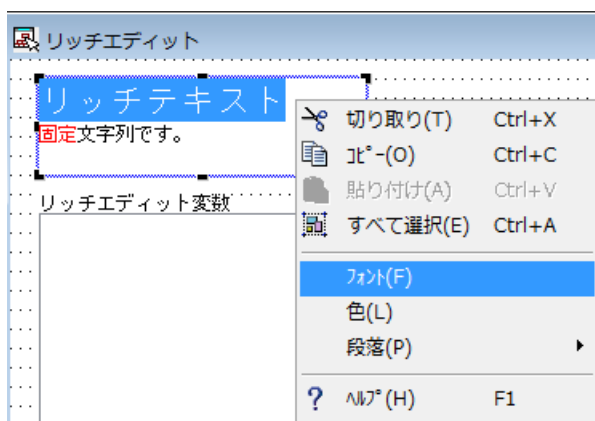 リッチエディット
リッチテキスト
固定文字列です。
リッチエディット変数
切り取り(T) Ctrl+X
ｺﾋﾟｰ(O) Ctrl+C
貼り付け(A) Ctrl+V
すべて選択(E) Ctrl+A
ﾌｫﾝﾄ(F)
色(L)
段落(P)
ﾍﾙﾌﾟ(H) F1